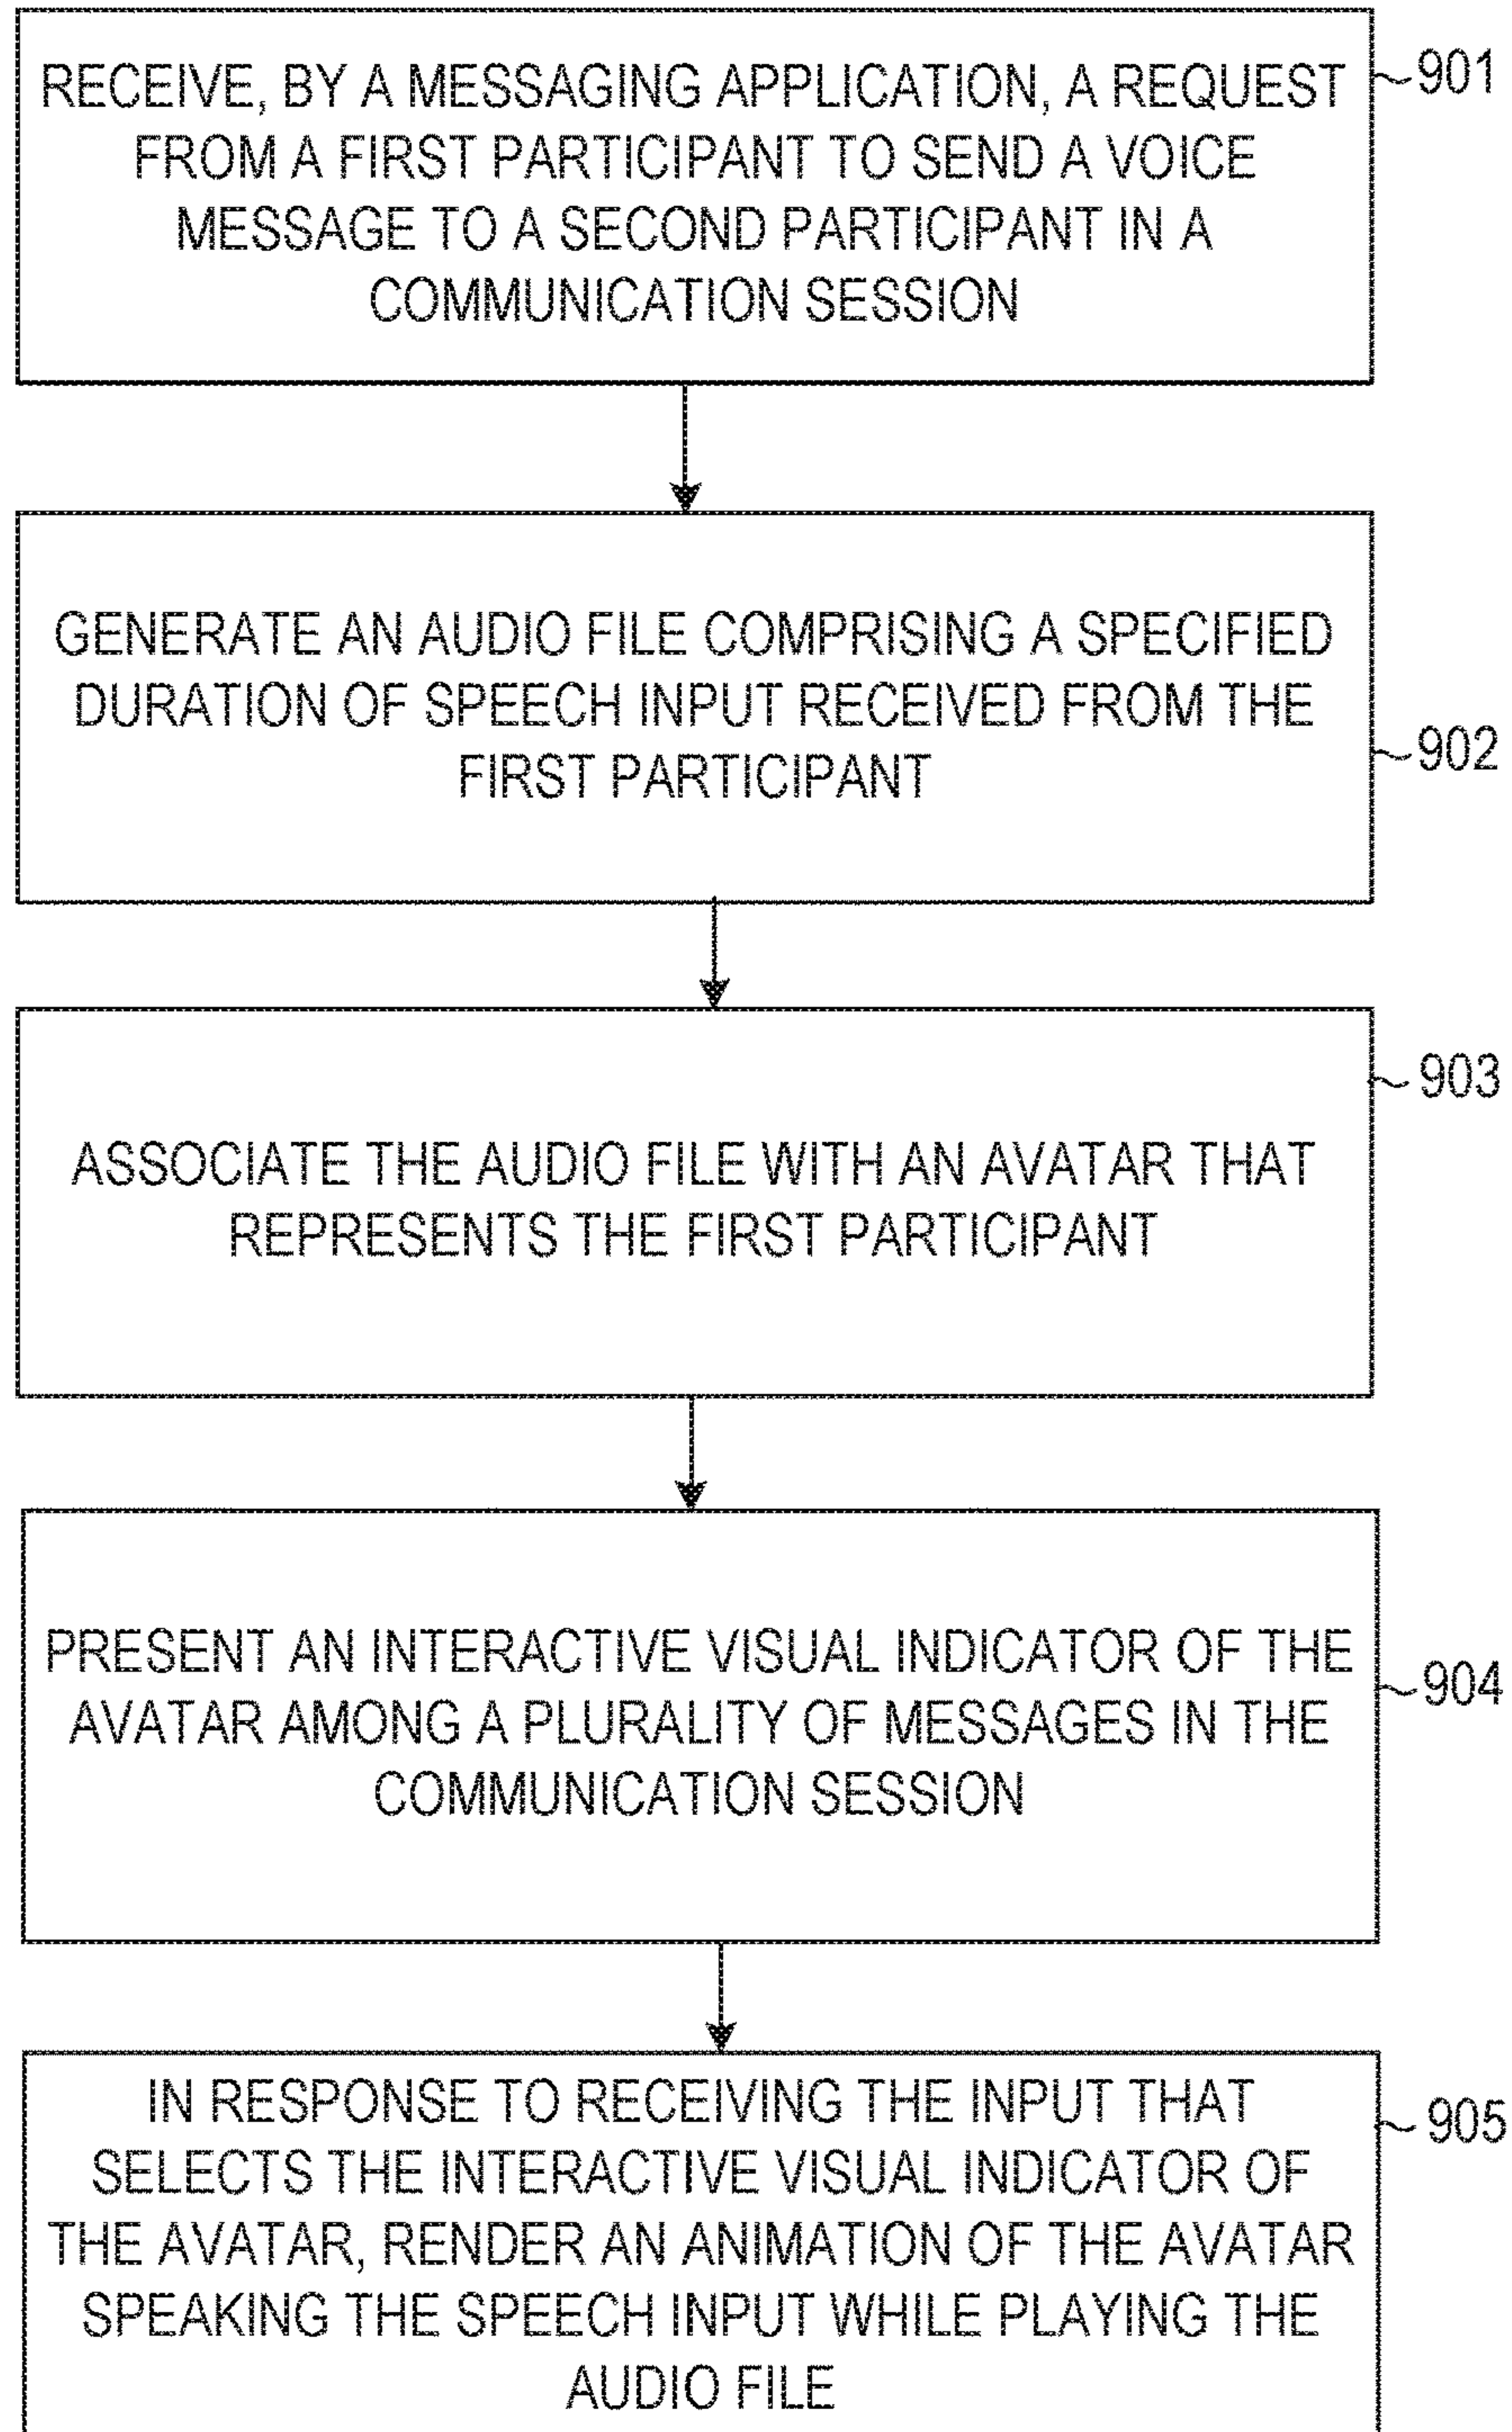 RECEIVE, BY A MESSAGING APPLICATION, A REQUEST
FROM A FIRST PARTICIPANT TO SEND A VOICE
MESSAGE TO A SECOND PARTICIPANT IN A
COMMUNICATION SESSION
901
GENERATE AN AUDIO FILE COMPRISING A SPECIFIED
DURATION OF SPEECH INPUT RECEIVED FROM THE
FIRST PARTICIPANT
902
ASSOCIATE THE AUDIO FILE WITH AN AVATAR THAT
REPRESENTS THE FIRST PARTICIPANT
903
PRESENT AN INTERACTIVE VISUAL INDICATOR OF THE
AVATAR AMONG A PLURALITY OF MESSAGES IN THE
COMMUNICATION SESSION
904
IN RESPONSE TO RECEIVING THE INPUT THAT
SELECTS THE INTERACTIVE VISUAL INDICATOR OF
THE AVATAR, RENDER AN ANIMATION OF THE AVATAR
SPEAKING THE SPEECH INPUT WHILE PLAYING THE
AUDIO FILE
905